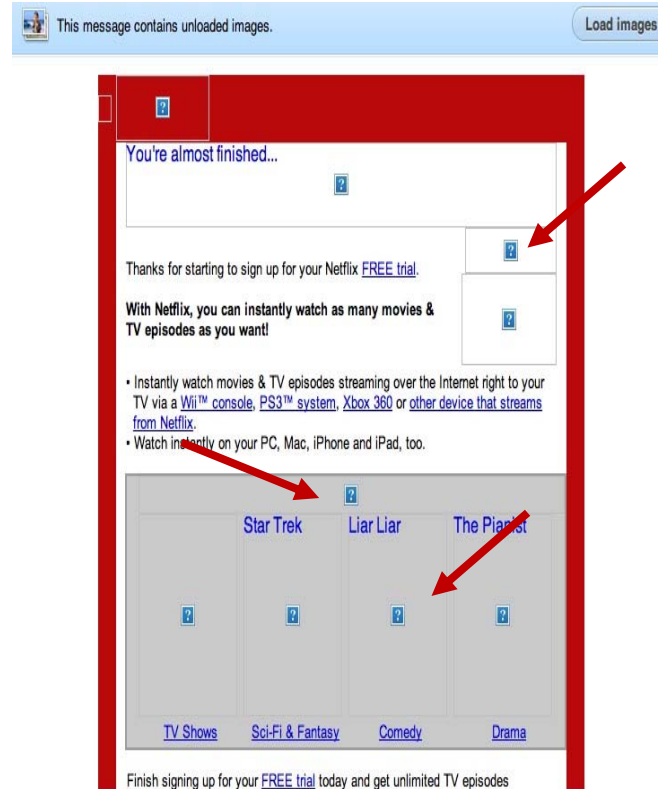 This message contains unloaded images.
Load images
You're almost finished...
Thanks for starting to sign up for your Netflix FREE trial.
With Netflix, you can instantly watch as many movies &
TV episodes as you want!
• Instantly watch movies & TV episodes streaming over the Internet right to your
TV via a Wii™ console, PS3™ system, Xbox 360 or other device that streams
from Netflix.
• Watch instantly on your PC, Mac, iPhone and iPad, too.
Star Trek Liar Liar The Pianist
TV Shows Sci-Fi & Fantasy Comedy Drama
Finish signing up for your FREE trial today and get unlimited TV episodes